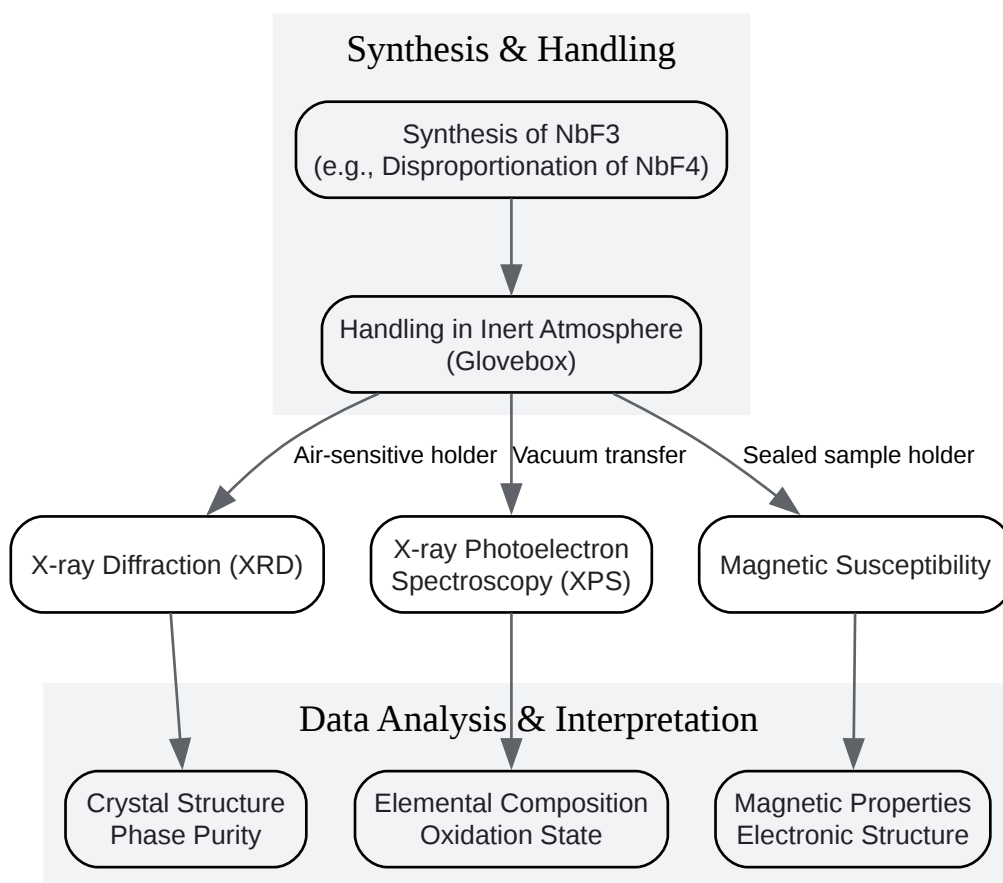 Synthesis & Handling
Synthesis of NbF3
(e.g., Disproportionation of NbF4)
Handling in Inert Atmosphere
(Glovebox)
Air-sensitive holder
Vacuum transfer
Sealed sample holder
X-ray Diffraction (XRD)
X-ray Photoelectron
Spectroscopy (XPS)
Magnetic Susceptibility
Data Analysis & Interpretation
Crystal Structure
Phase Purity
Elemental Composition
Oxidation State
Magnetic Properties
Electronic Structure